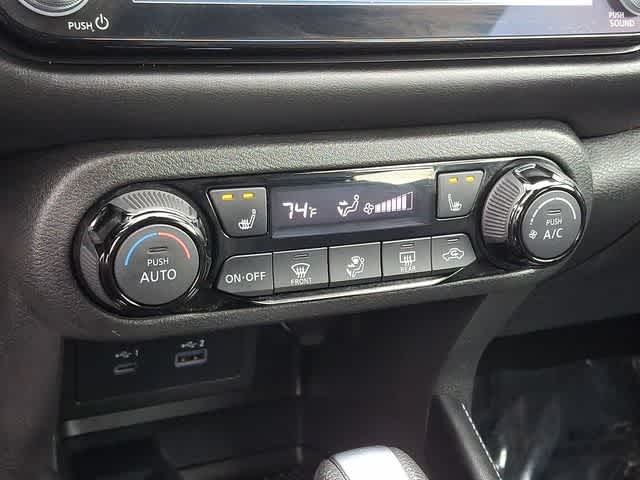 PUSH
PUSH
SOUND
74°F
PUSH
AUTO
ON·OFF
FRONT
REAR
PUSH
A/C
1
2